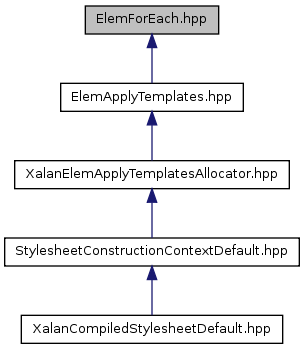 ElemForEach.hpp
ElemApplyTemplates.hpp
XalanElemApplyTemplatesAllocator.hpp
StylesheetConstructionContextDefault.hpp
XalanCompiledStylesheetDefault.hpp